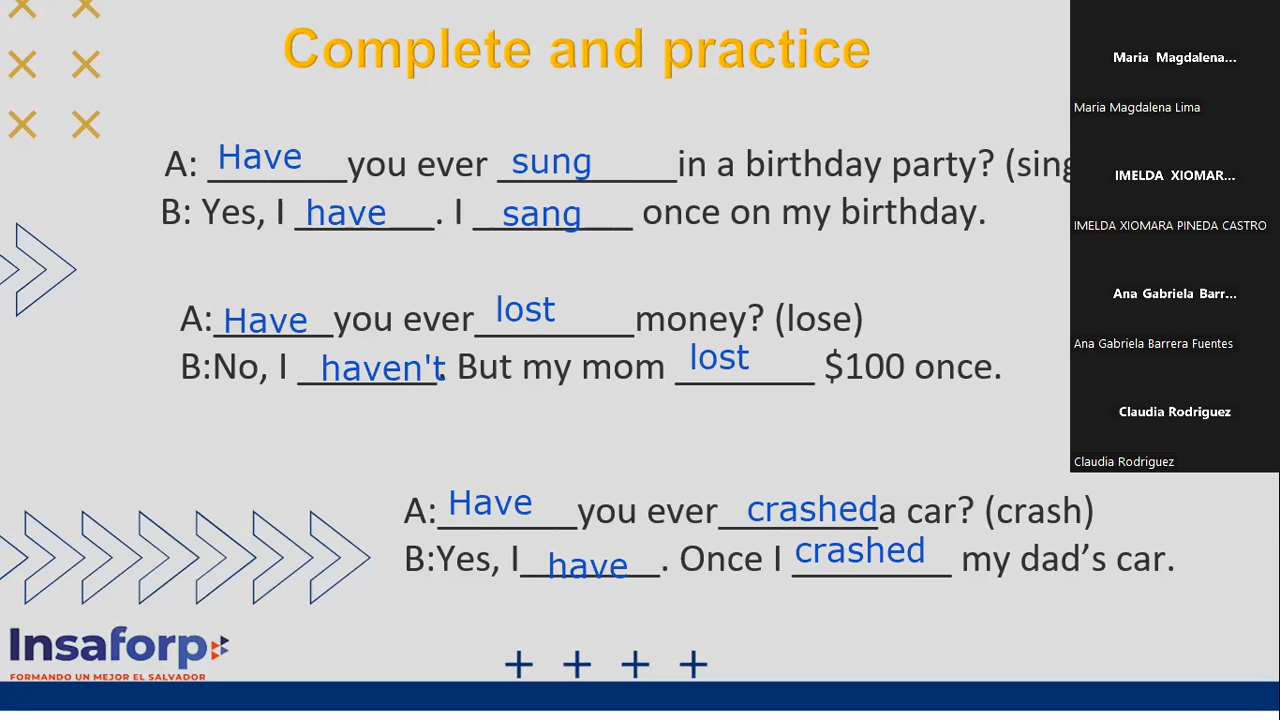 Complete and practice
A: Have you ever sung in a birthday party? (sing
B: Yes, I have. I sang once on my birthday.
A: Have you ever lost money? (lose)
B:No, I haven't. But my mom lost $100 once.
A: Have you ever crashed a car? (crash)
B:Yes, I have. Once I crashed my dad’s car.
Insaforp
FORMANDO UN MEJOR EL SALVADOR
Maria Magdalena...
Maria Magdalena Lima
IMELDA XIOMAR...
IMELDA XIOMARA PINEDA CASTRO
Ana Gabriela Barr...
Ana Gabriela Barrera Fuentes
Claudia Rodriguez
Claudia Rodriguez